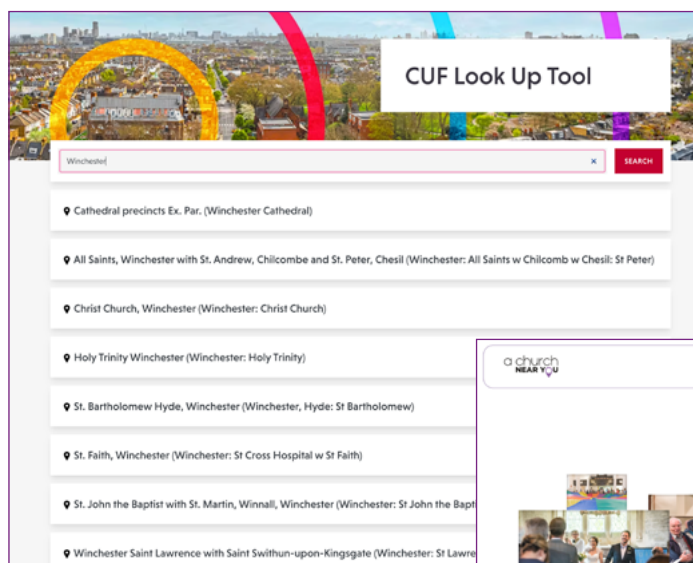 CUF Look Up Tool
Winchester
×
SEARCH
Cathedral precincts Ex. Par. (Winchester Cathedral)
All Saints, Winchester with St. Andrew, Chilcombe and St. Peter, Chesil (Winchester: All Saints w Chilcomb w Chesil: St Peter)
Christ Church, Winchester (Winchester: Christ Church)
Holy Trinity Winchester (Winchester: Holy Trinity)
a church
NEAR YOU
St. Bartholomew Hyde, Winchester (Winchester, Hyde: St Bartholomew)
St. Faith, Winchester (Winchester: St Cross Hospital w St Faith)
St. John the Baptist with St. Martin, Winnall, Winchester (Winchester: St John the Bapti
Winchester Saint Lawrence with Saint Swithun-upon-Kingsgate (Winchester: St Lawre